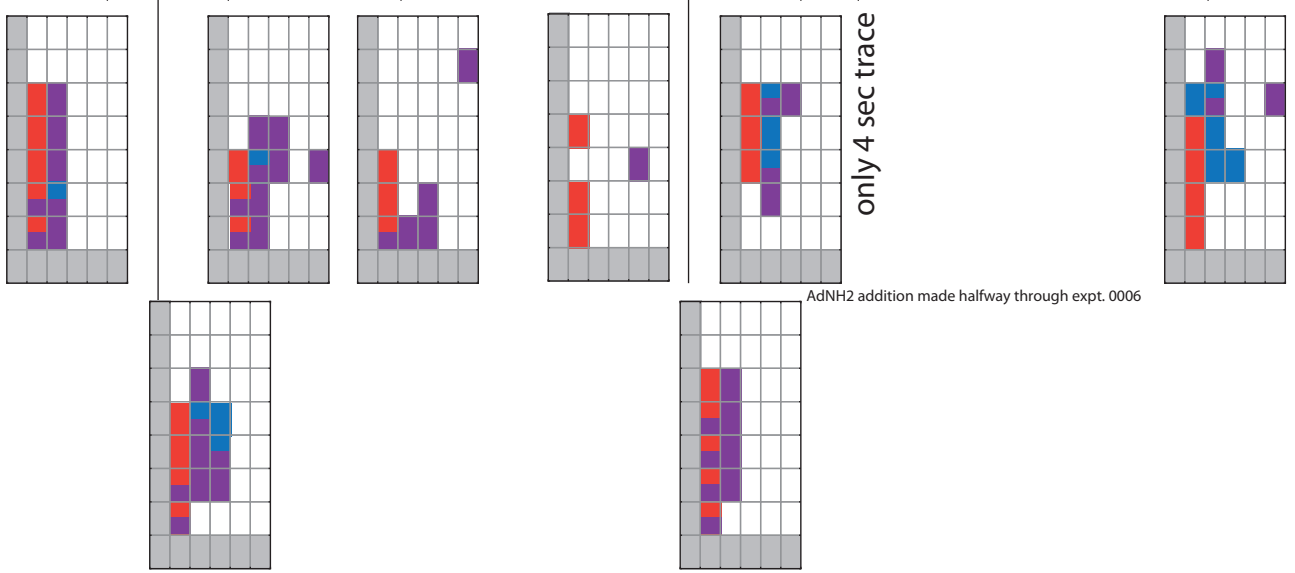 only 4 sec trace
AdNH2 addition made halfway through expt. 0006